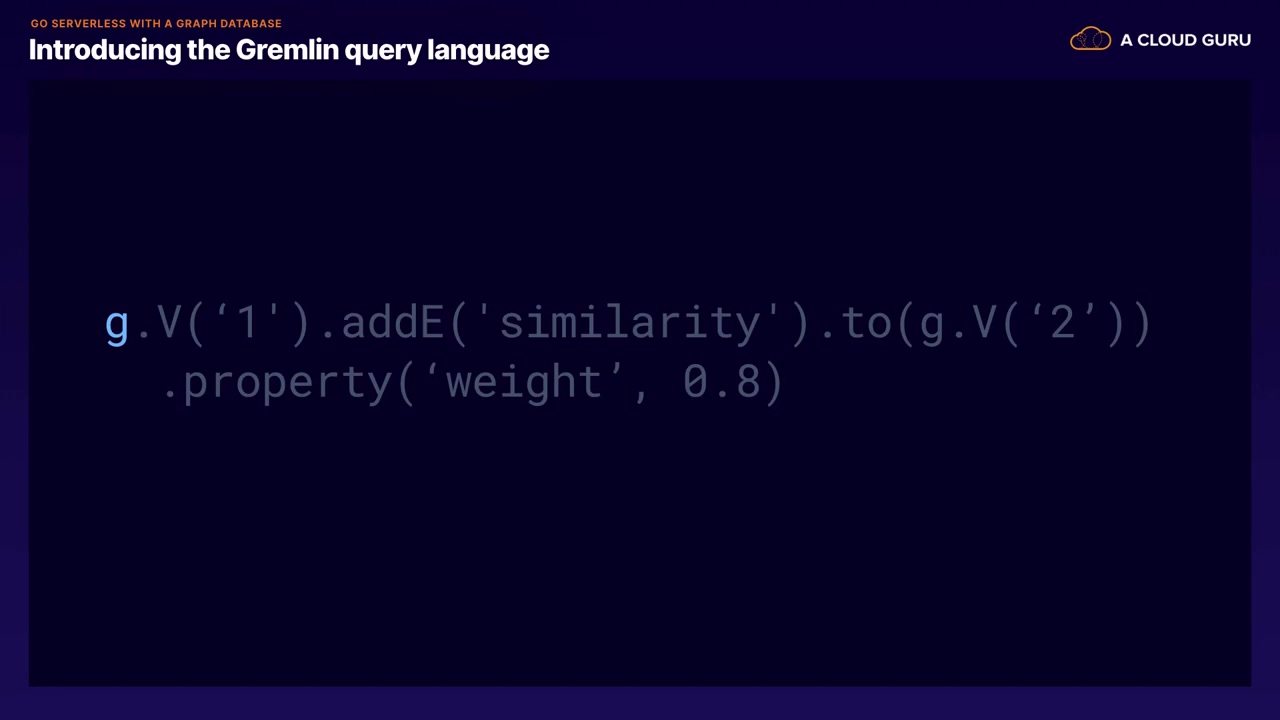 GO SERVERLESS WITH A GRAPH DATABASE
Introducing the Gremlin query language
A CLOUD GURU
g.V(‘1').addE('similarity').to(g.V(‘2’))
.property(‘weight’, 0.8)